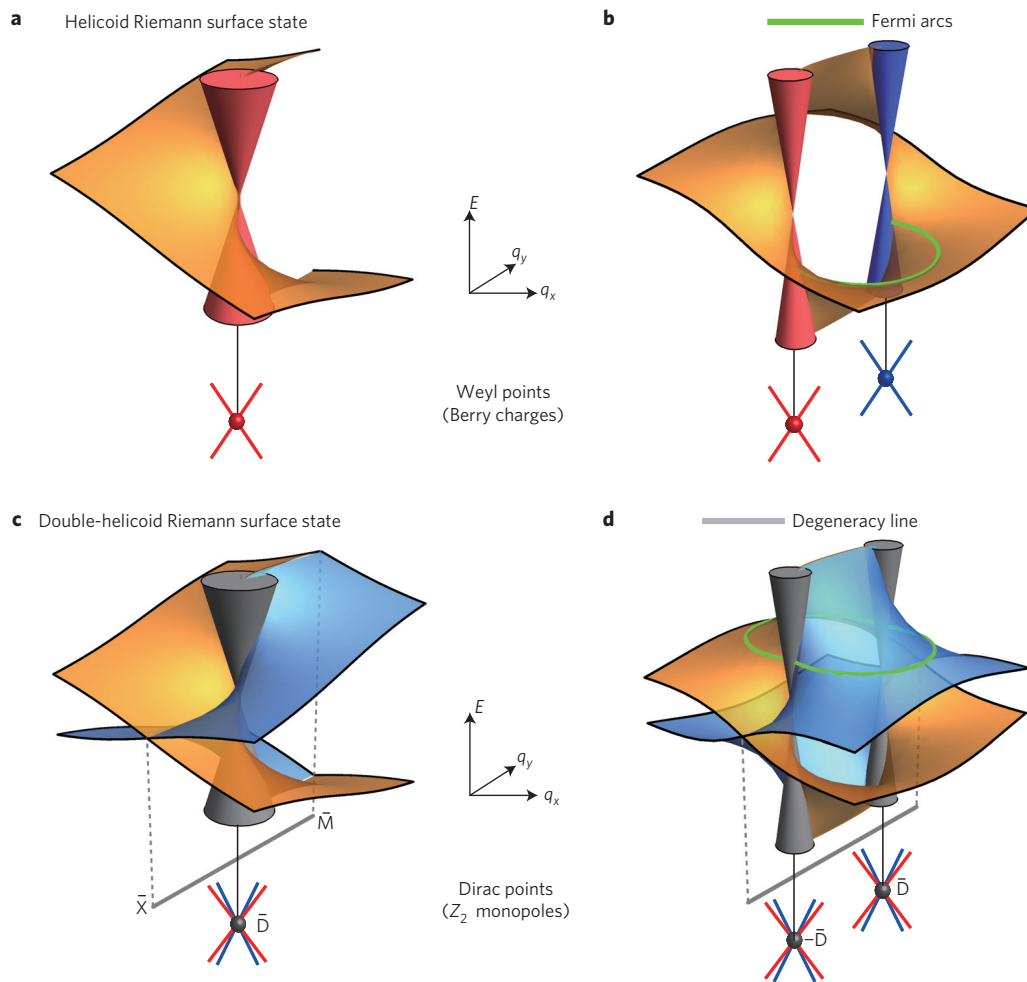 a Helicoid Riemann surface state
b Fermi arcs
E
q_y
q_x
Weyl points
(Berry charges)
c Double-helicoid Riemann surface state
d Degeneracy line
E
q_y
q_x
M̄
X̄
D̄
Dirac points
(Z_2 monopoles)
D̄
–D̄